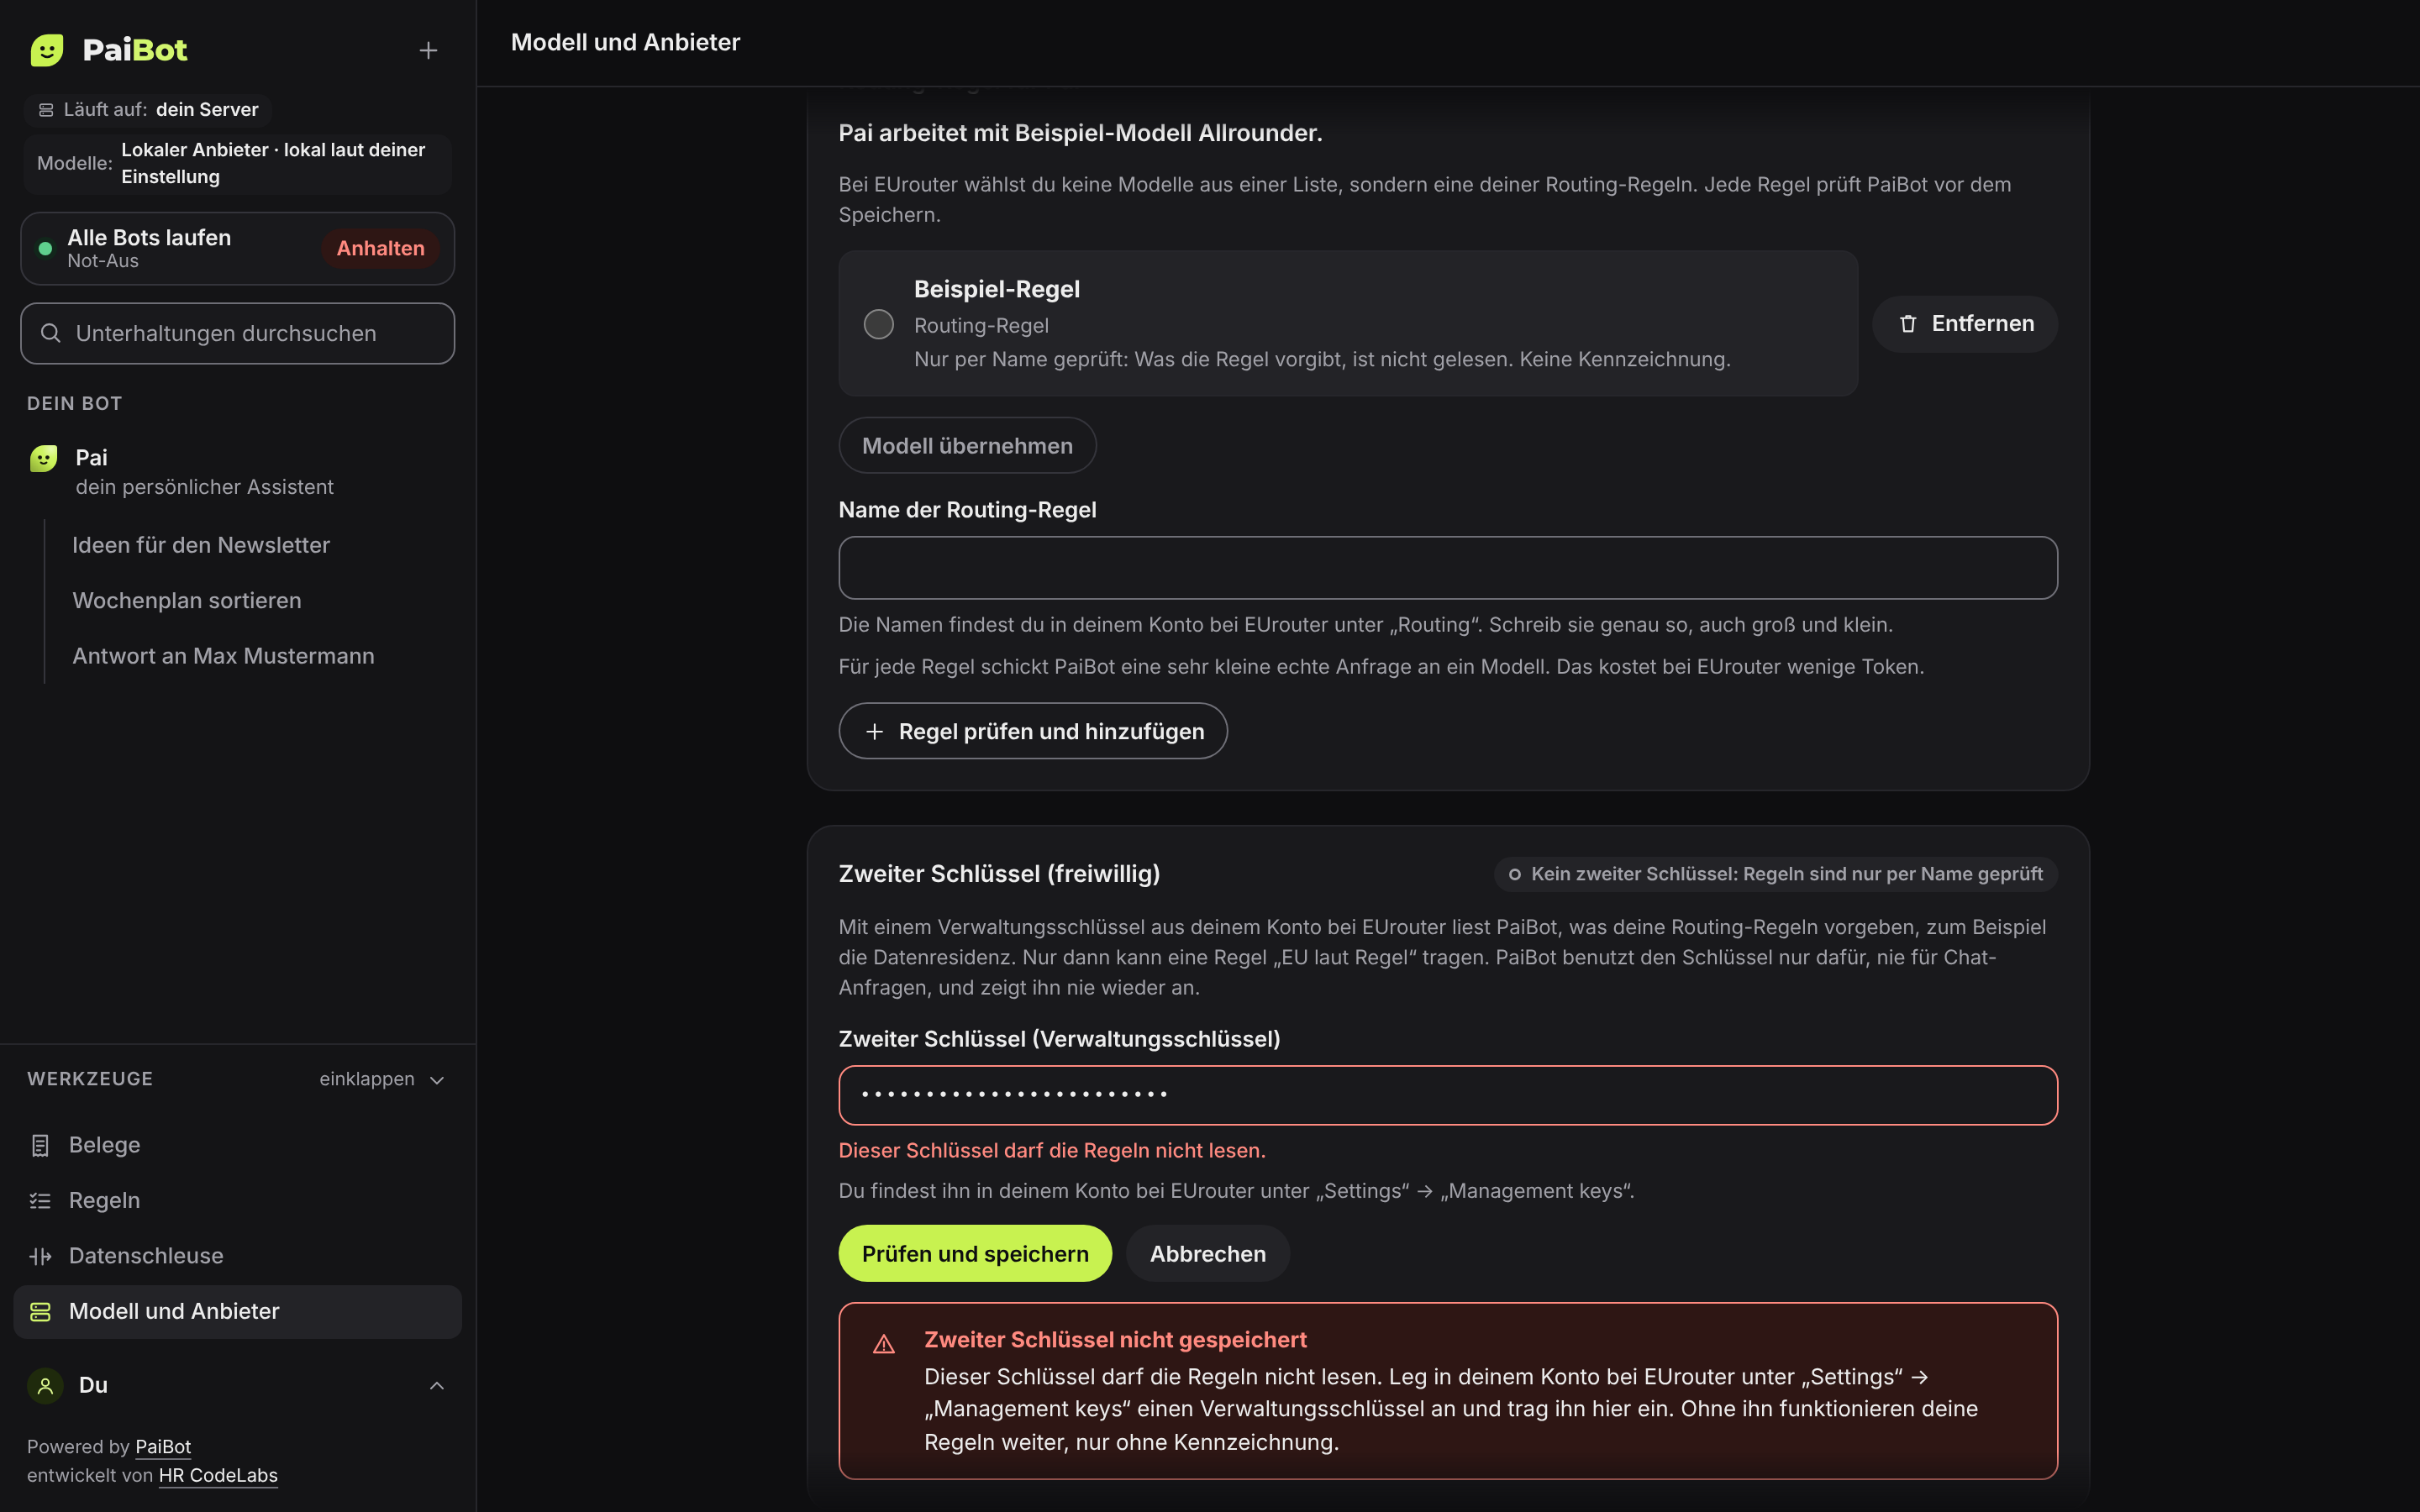 PaiBot
Läuft auf: dein Server
Modelle: Lokaler Anbieter · lokal laut deiner
Einstellung
Alle Bots laufen
Not-Aus
Anhalten
Unterhaltungen durchsuchen
DEIN BOT
Pai
dein persönlicher Assistent
Ideen für den Newsletter
Wochenplan sortieren
Antwort an Max Mustermann
WERKZEUGE
einklappen
Belege
Regeln
Datenschleuse
Modell und Anbieter
Du
Powered by PaiBot
entwickelt von HR CodeLabs
Modell und Anbieter
Pai arbeitet mit Beispiel-Modell Allrounder.
Bei EUrouter wählst du keine Modelle aus einer Liste, sondern eine deiner Routing-Regeln. Jede Regel prüft PaiBot vor dem
Speichern.
Beispiel-Regel
Routing-Regel
Nur per Name geprüft: Was die Regel vorgibt, ist nicht gelesen. Keine Kennzeichnung.
Entfernen
Modell übernehmen
Name der Routing-Regel
Die Namen findest du in deinem Konto bei EUrouter unter „Routing“. Schreib sie genau so, auch groß und klein.
Für jede Regel schickt PaiBot eine sehr kleine echte Anfrage an ein Modell. Das kostet bei EUrouter wenige Token.
Regel prüfen und hinzufügen
Zweiter Schlüssel (freiwillig)
Kein zweiter Schlüssel: Regeln sind nur per Name geprüft
Mit einem Verwaltungsschlüssel aus deinem Konto bei EUrouter liest PaiBot, was deine Routing-Regeln vorgeben, zum Beispiel
die Datenresidenz. Nur dann kann eine Regel „EU laut Regel“ tragen. PaiBot benutzt den Schlüssel nur dafür, nie für Chat-
Anfragen, und zeigt ihn nie wieder an.
Zweiter Schlüssel (Verwaltungsschlüssel)
Dieser Schlüssel darf die Regeln nicht lesen.
Du findest ihn in deinem Konto bei EUrouter unter „Settings“ → „Management keys“.
Prüfen und speichern
Abbrechen
Zweiter Schlüssel nicht gespeichert
Dieser Schlüssel darf die Regeln nicht lesen. Leg in deinem Konto bei EUrouter unter „Settings“ →
„Management keys“ einen Verwaltungsschlüssel an und trag ihn hier ein. Ohne ihn funktionieren deine
Regeln weiter, nur ohne Kennzeichnung.